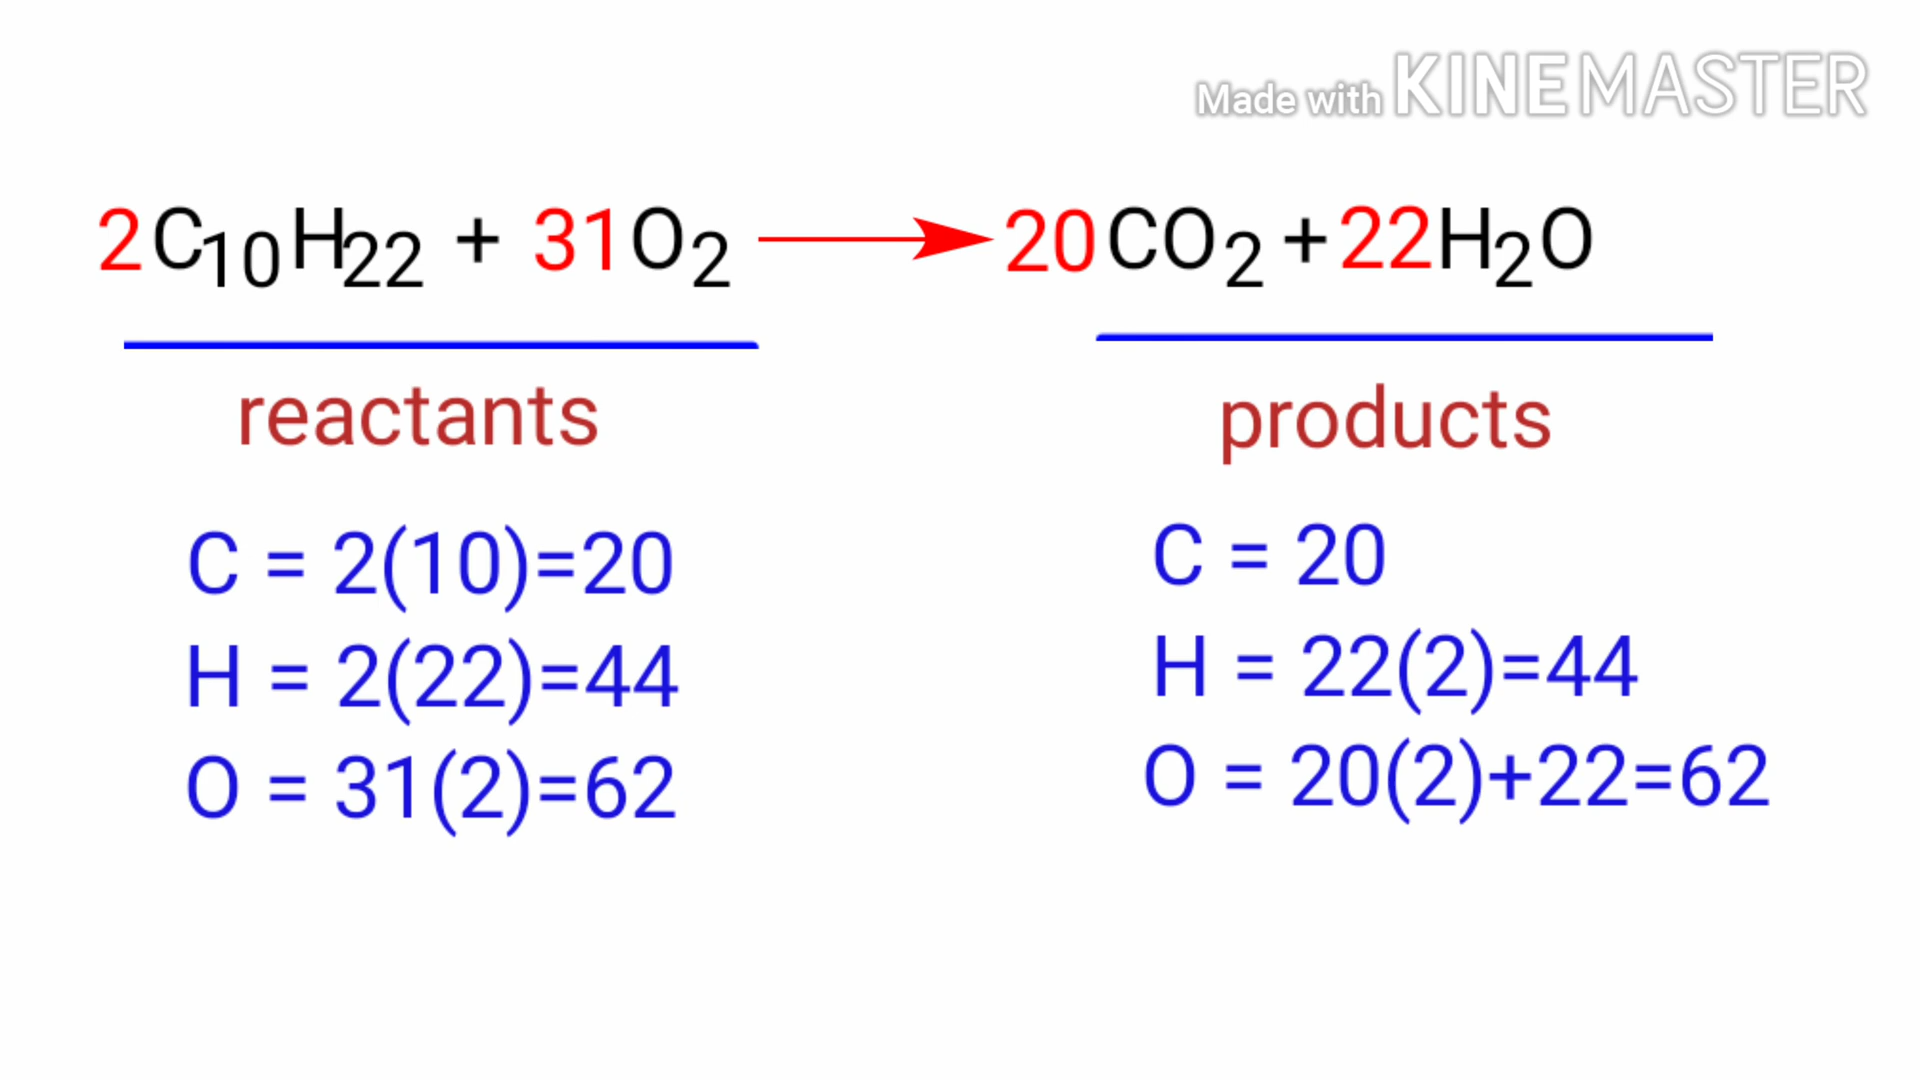 Made with KINEMASTER
2C10H22 + 31O2 → 20CO2 + 22H2O
reactants
products
C = 2(10)=20
H = 2(22)=44
O = 31(2)=62
C = 20
H = 22(2)=44
O = 20(2)+22=62